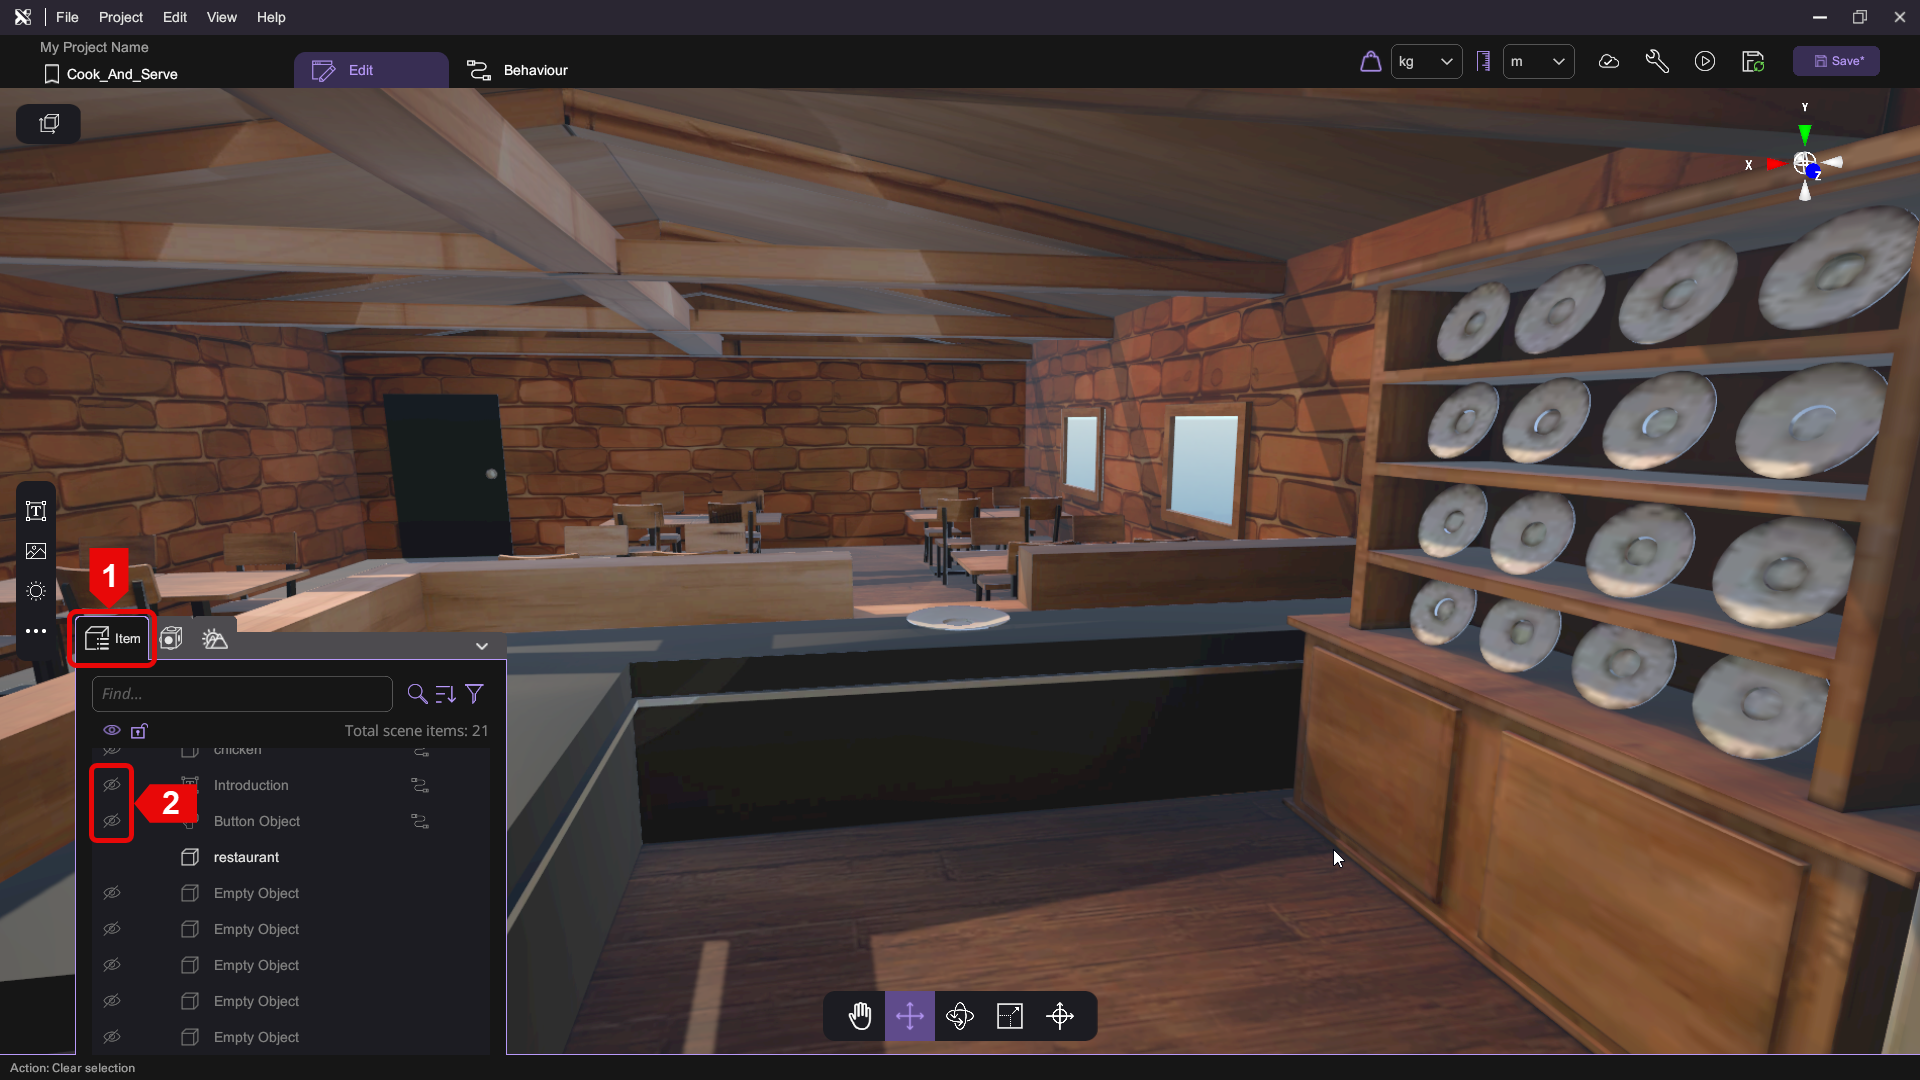 File Project Edit View Help
My Project Name
Cook_And_Serve
Edit
Behaviour
kg
m
Save*
Y
X
Z
1
Item
Find...
Total scene items: 21
chicken
Introduction
2
Button Object
restaurant
Empty Object
Empty Object
Empty Object
Empty Object
Empty Object
Action: Clear selection